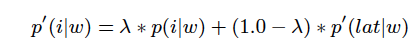 p′(i|w) = λ ∗ p(i|w) + (1.0 − λ) ∗ p′(lat|w)